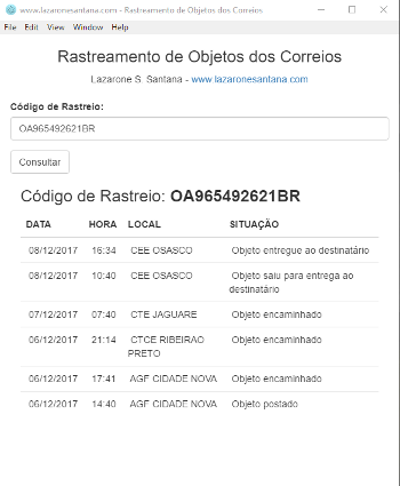 www.lazaronesantana.com - Rastreamento de Objetos dos Correios
File Edit View Window Help
Rastreamento de Objetos dos Correios
Lazarone S. Santana - www.lazaronesantana.com
Código de Rastreio:
OA965492621BR
Consultar
Código de Rastreio: OA965492621BR
DATA HORA LOCAL SITUAÇÃO
08/12/2017 16:34 CEE OSASCO Objeto entregue ao destinatário
08/12/2017 10:40 CEE OSASCO Objeto saiu para entrega ao
destinatário
07/12/2017 07:40 CTE JAGUARE Objeto encaminhado
06/12/2017 21:14 CTCE RIBEIRAO Objeto encaminhado
PRETO
06/12/2017 17:41 AGF CIDADE NOVA Objeto encaminhado
06/12/2017 14:40 AGF CIDADE NOVA Objeto postado